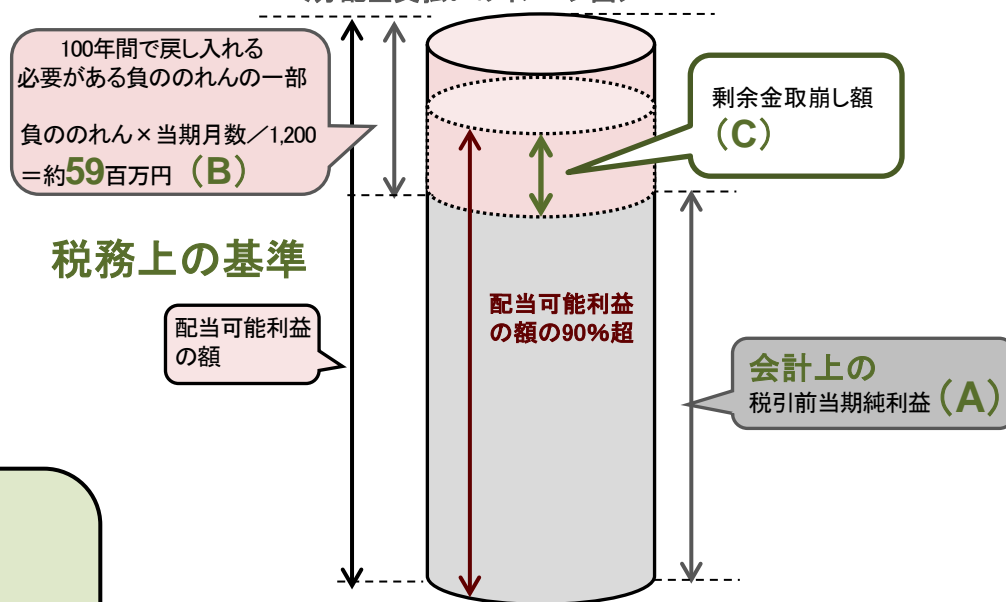 100年間で戻し入れる
必要がある負ののれんの一部
負ののれん×当期月数／1,200
＝約59百万円（B）
剰余金取崩し額
（C）
税務上の基準
配当可能利益
の額
配当可能利益
の額の90%超
会計上の
税引前当期純利益（A）